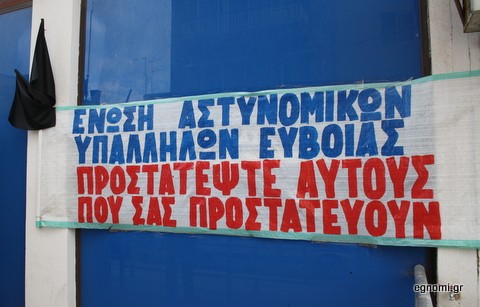 ΕΝΩΣΗ ΑΣΤΥΝΟΜΙΚΩΝ
ΥΠΑΛΛΗΛΩΝ ΕΥΒΟΙΑΣ
ΠΡΟΣΤΑΤΕΨΤΕ ΑΥΤΟΥΣ
ΠΟΥ ΣΑΣ ΠΡΟΣΤΑΤΕΥΟΥΝ
egnomi.gr